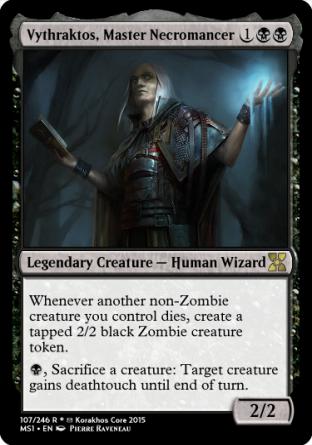 Vythraktos, Master Necromancer 1
Legendary Creature — Human Wizard
Whenever another non-Zombie
creature you control dies, create a
tapped 2/2 black Zombie creature
token.
, Sacrifice a creature: Target creature
gains deathtouch until end of turn.
2/2
107/246 R * Korakhos Core 2015
MS1 • EN Pierre Raveneau